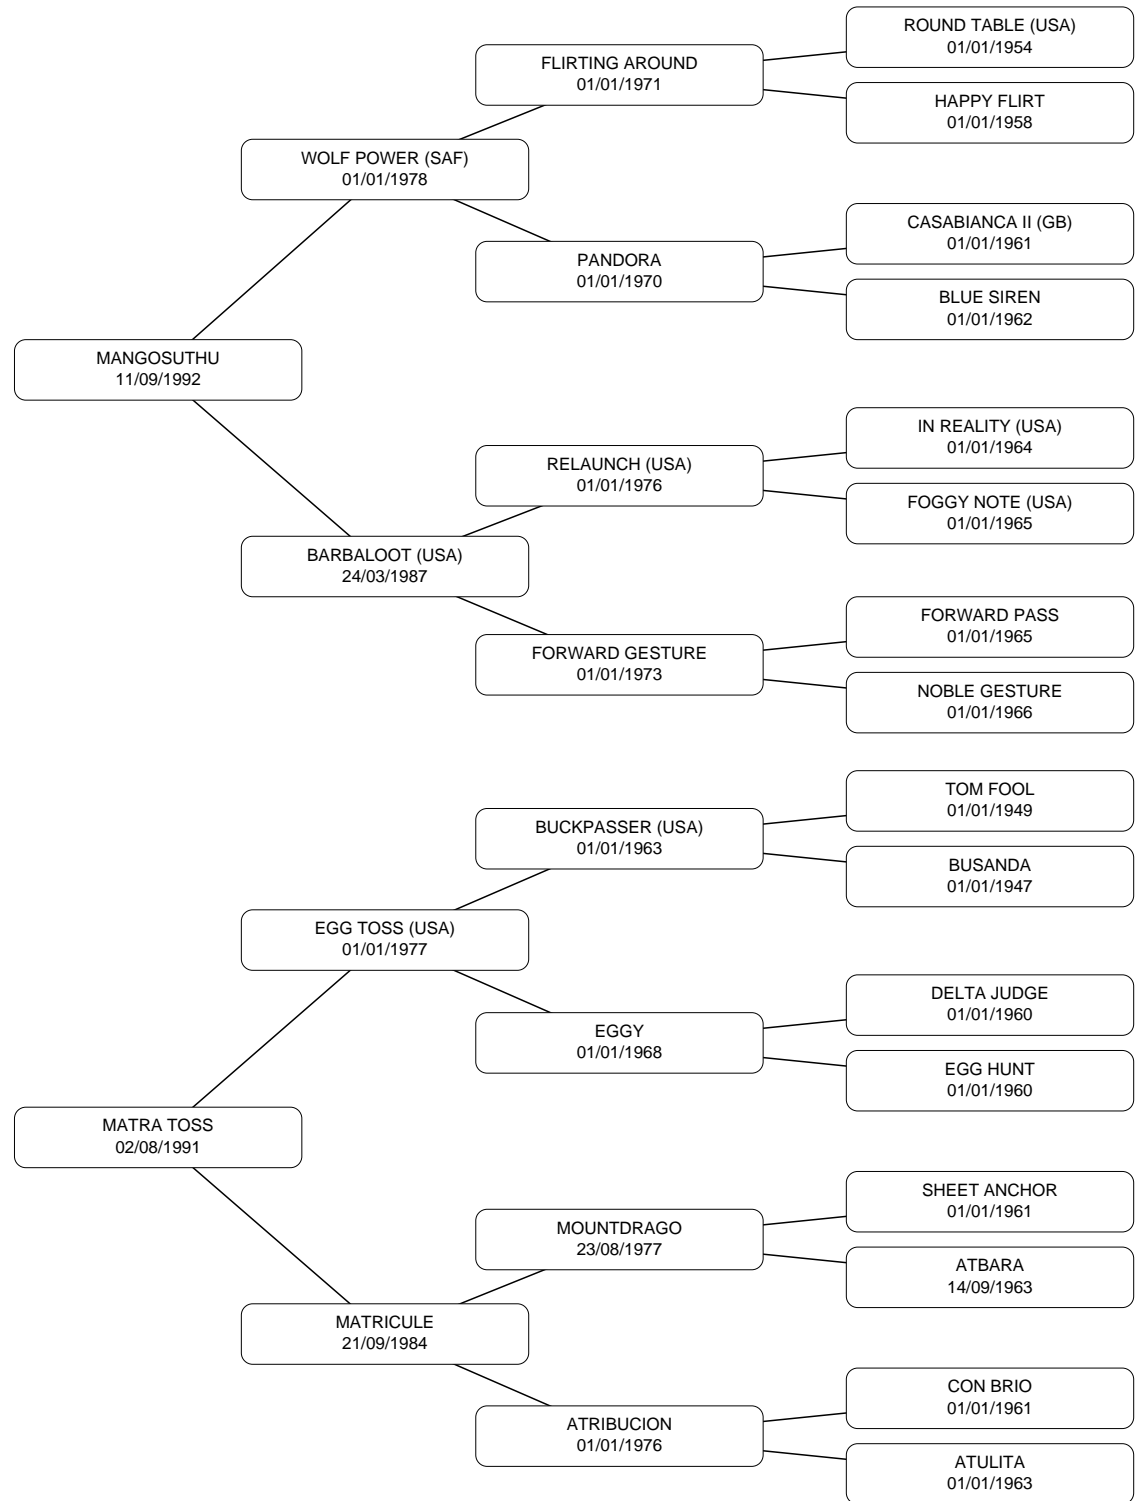 ROUND TABLE (USA)
01/01/1954
FLIRTING AROUND
01/01/1971
HAPPY FLIRT
01/01/1958
WOLF POWER (SAF)
01/01/1978
CASABIANCA II (GB)
01/01/1961
PANDORA
01/01/1970
BLUE SIREN
01/01/1962
MANGOSUTHU
11/09/1992
IN REALITY (USA)
01/01/1964
RELAUNCH (USA)
01/01/1976
FOGGY NOTE (USA)
01/01/1965
BARBALOOT (USA)
24/03/1987
FORWARD PASS
01/01/1965
FORWARD GESTURE
01/01/1973
NOBLE GESTURE
01/01/1966
TOM FOOL
01/01/1949
BUCKPASSER (USA)
01/01/1963
BUSANDA
01/01/1947
EGG TOSS (USA)
01/01/1977
DELTA JUDGE
01/01/1960
EGGY
01/01/1968
EGG HUNT
01/01/1960
MATRA TOSS
02/08/1991
SHEET ANCHOR
01/01/1961
MOUNTDRAGO
23/08/1977
ATBARA
14/09/1963
MATRICULE
21/09/1984
CON BRIO
01/01/1961
ATRIBUCION
01/01/1976
ATULITA
01/01/1963